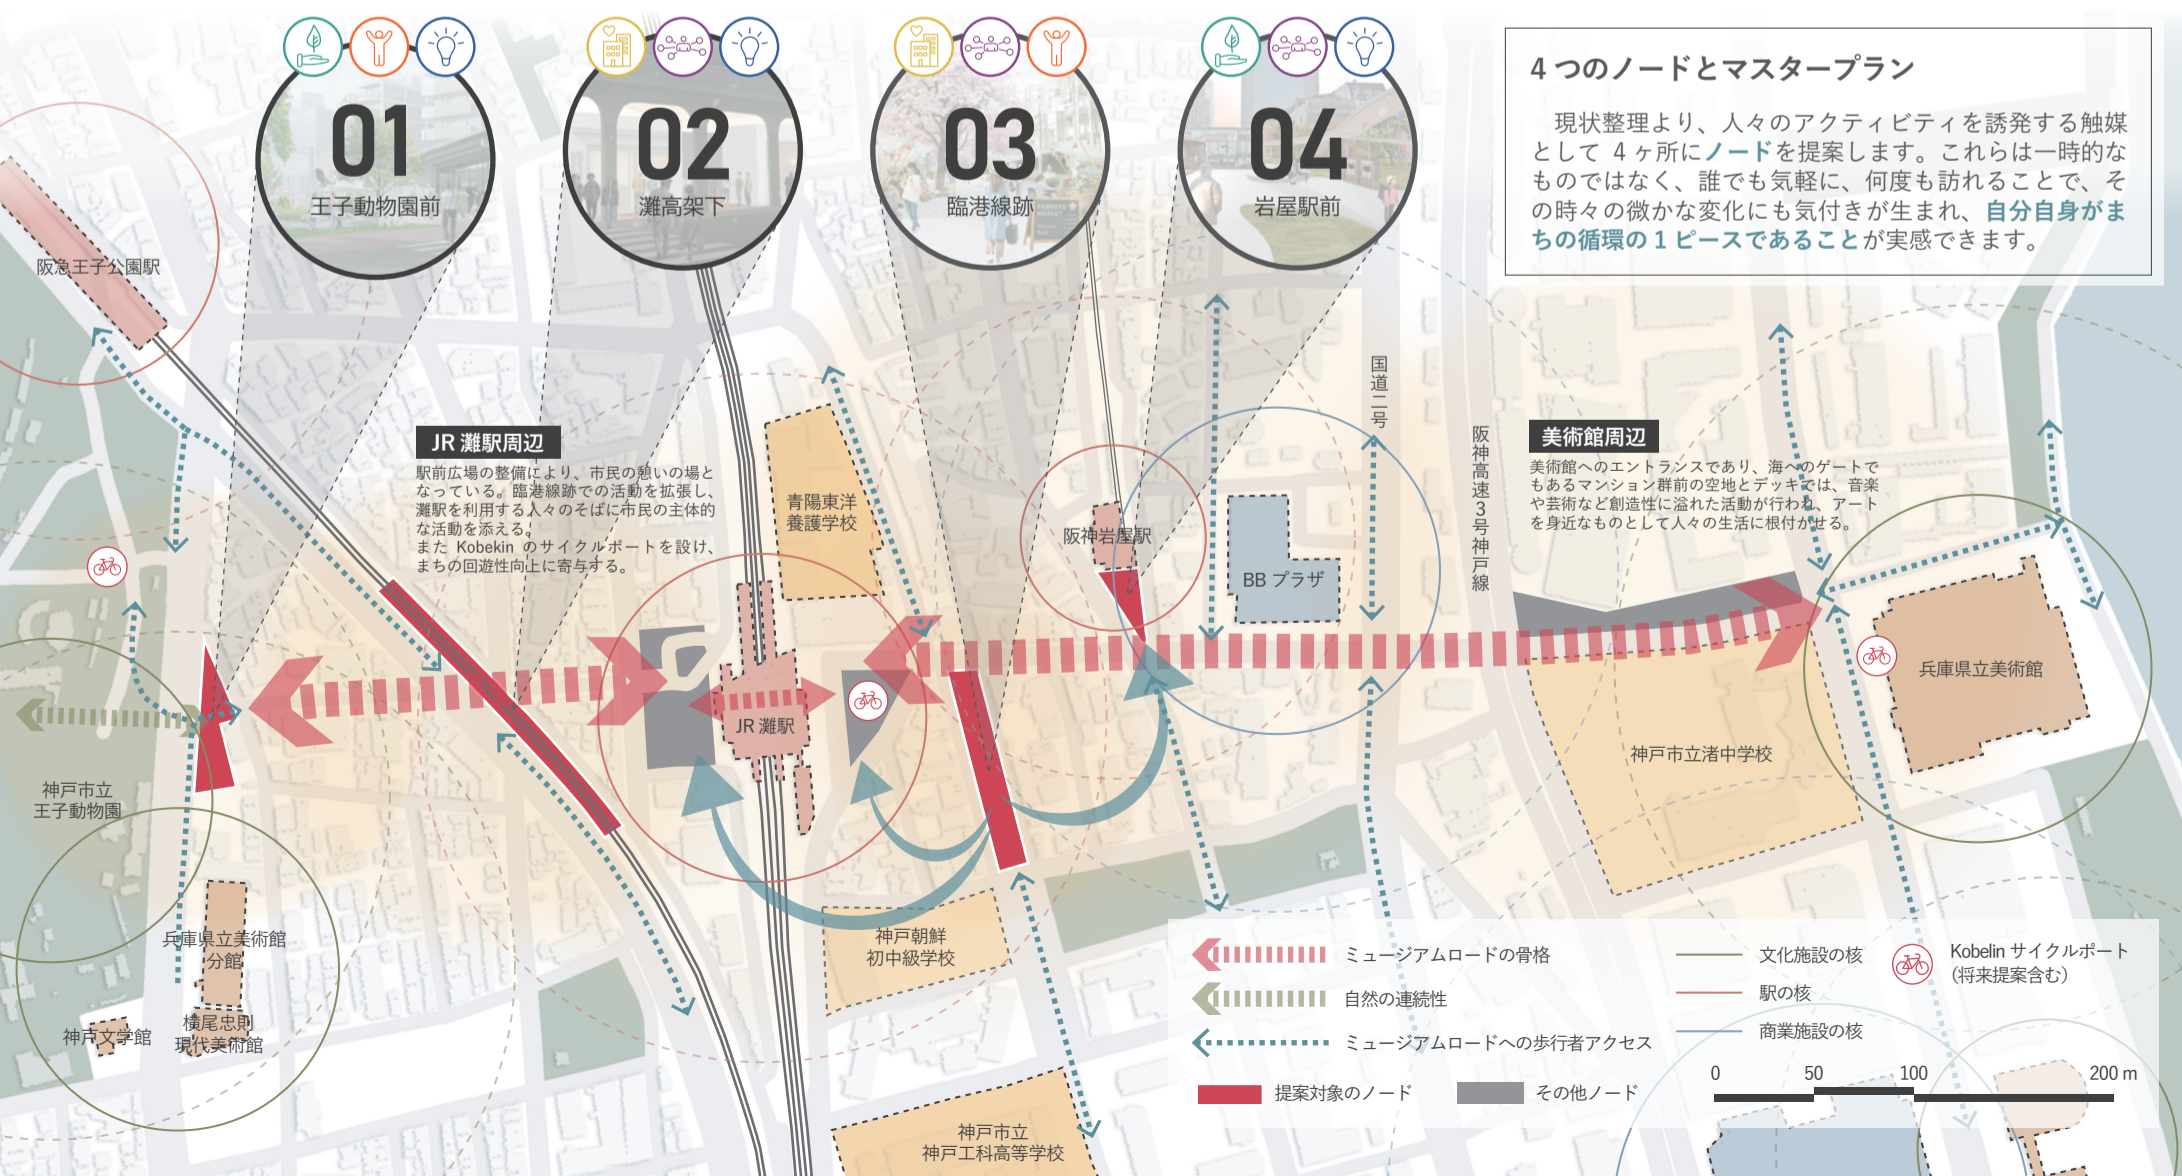 01
王子動物園前
02
灘高架下
03
臨港線跡
04
岩屋駅前
4 つのノードとマスタープラン
現状整理より、人々のアクティビティを誘発する触媒
として 4 ヶ所にノードを提案します。これらは一時的な
ものではなく、誰でも気軽に、何度も訪れることで、そ
の時々の微かな変化にも気付きが生まれ、自分自身がま
ちの循環の 1 ピースであることが実感できます。
阪急王子公園駅
JR 灘駅周辺
駅前広場の整備により、市民の憩いの場と
なっている。臨港線跡での活動を拡張し、
灘駅を利用する人々のそばに市民の主体的
な活動を添える。
また Kobekin のサイクルポートを設け、
まちの回遊性向上に寄与する。
青陽東洋
養護学校
阪神岩屋駅
BB プラザ
国道二号
阪神高速3号神戸線
美術館周辺
美術館へのエントランスであり、海へのゲートで
もあるマンション群前の空地とデッキでは、音楽
や芸術など創造性に溢れた活動が行われ、アート
を身近なものとして人々の生活に根付かせる。
JR 灘駅
兵庫県立美術館
神戸市立渚中学校
神戸市立
王子動物園
兵庫県立美術館
分館
横尾忠則
現代美術館
神戸文学館
神戸朝鮮
初中級学校
神戸市立
神戸工科高等学校
ミュージアムロードの骨格
自然の連続性
ミュージアムロードへの歩行者アクセス
提案対象のノード
その他ノード
文化施設の核
駅の核
商業施設の核
Kobelin サイクルポート
（将来提案含む）
0 50 100 200 m